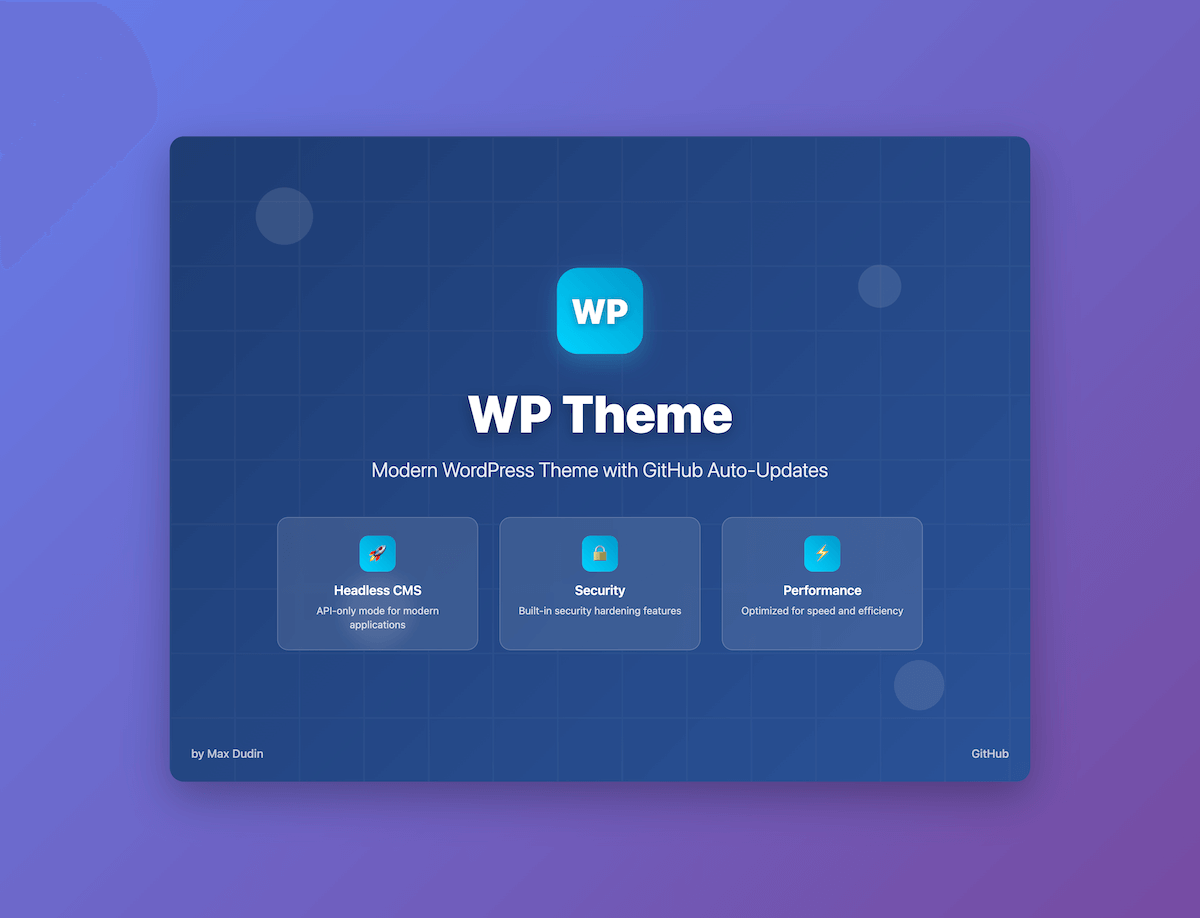 WP
WP Theme
Modern WordPress Theme with GitHub Auto-Updates
Headless CMS
API-only mode for modern
applications
Security
Built-in security hardening features
Performance
Optimized for speed and efficiency
by Max Dudin
GitHub